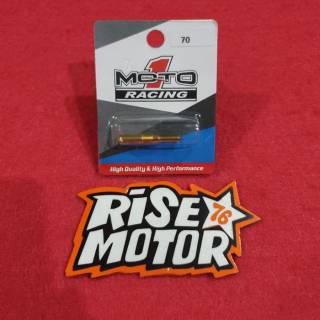 70
MOTO
1
RACING
High Quality & High Performance
RISE
76
MOTOR